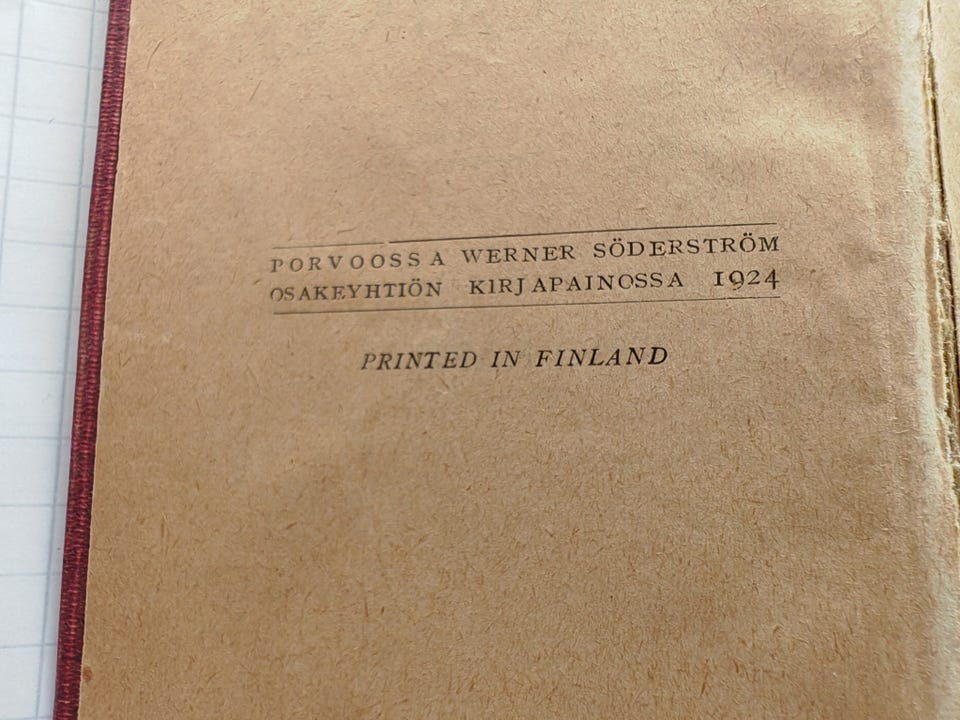 PORVOOSSA WERNER SÖDERSTRÖM
OSAKEYHTIÖN KIRJAPAINOSSA 1924
PRINTED IN FINLAND